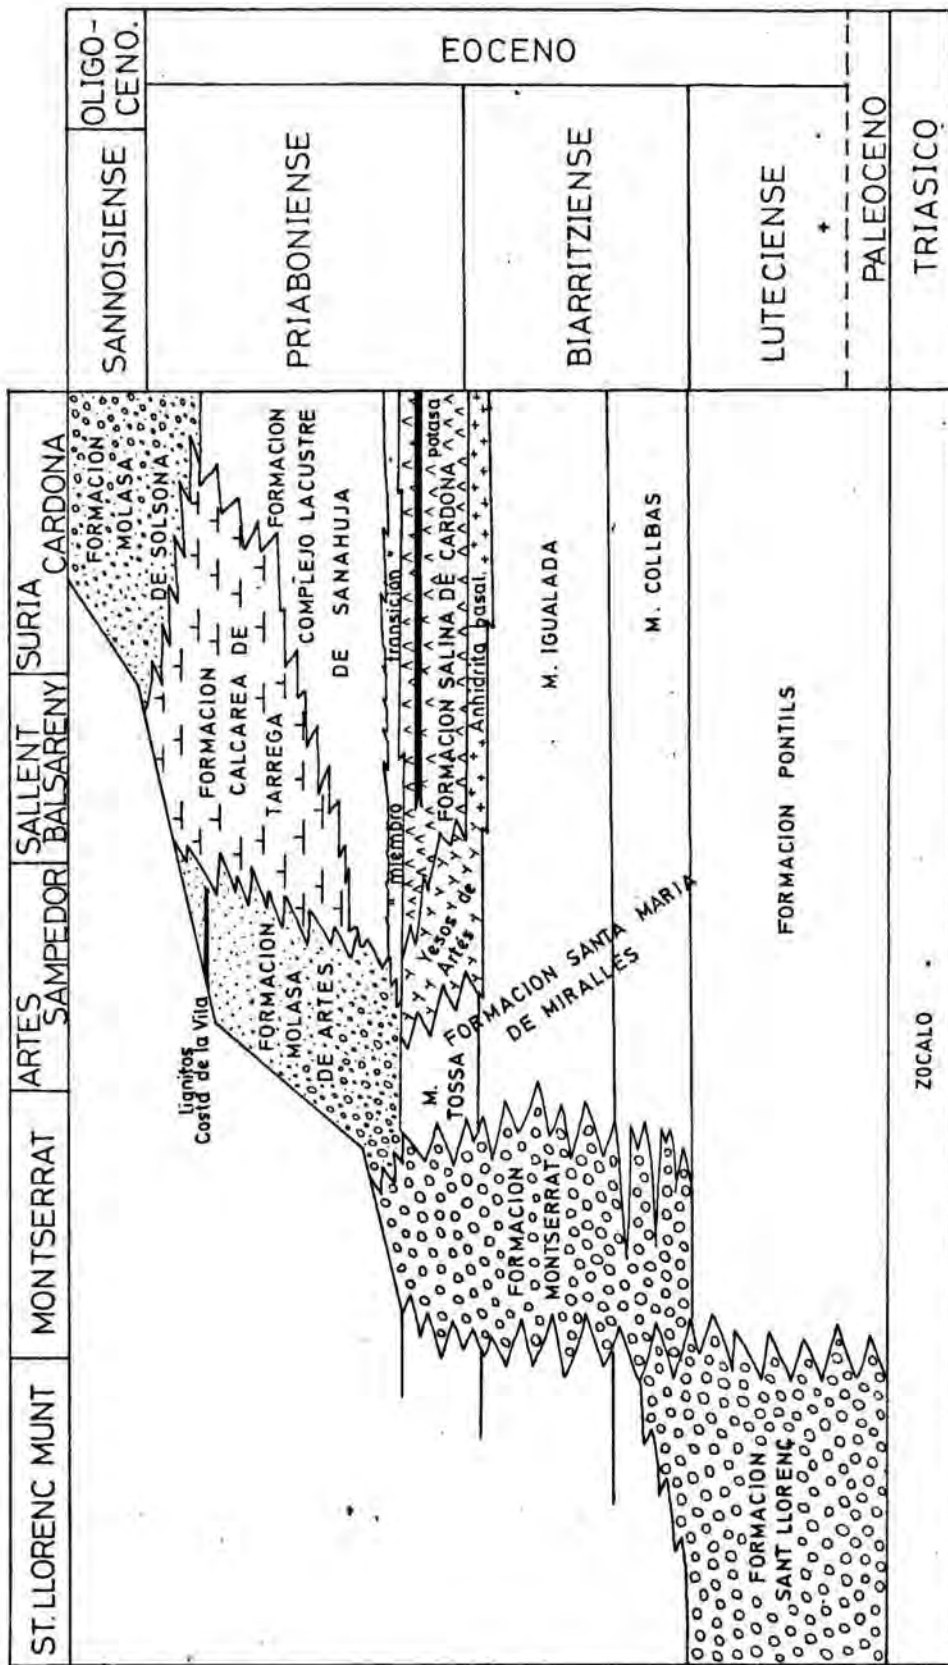 OLIGO-
CENO.
EOCENO
PALEOCENO
TRIASICO
SANNOISIENSE
PRIABONIENSE
BIARRITZIENSE
LUTECIENSE
ST. LLORENC MUNT
MONTSERRAT
ARTES
SAMPEDOR
SALLENT
BALSARENY
SURIA
CARDONA
FORMACION
MOLASA
DE SOLSONA
FORMACION
CALCAREA DE
TARREGA
FORMACION
COMPLEJO LACUSTRE
DE SANAHUJA
"miembro transición"
potasa
FORMACION SALINA DE CARDONA
Anhidrita basal.
Yesos de
Artés
M. IGUALADA
M. COLLBAS
FORMACION SANTA MARIA
DE MIRALLES
FORMACION PONTILS
ZOCALO
Lignitos
Costa de la Vila
FORMACION
MOLASA
DE ARTES
M.
TOSSA
FORMACION
MONTSERRAT
FORMACION
SANT LLORENÇ